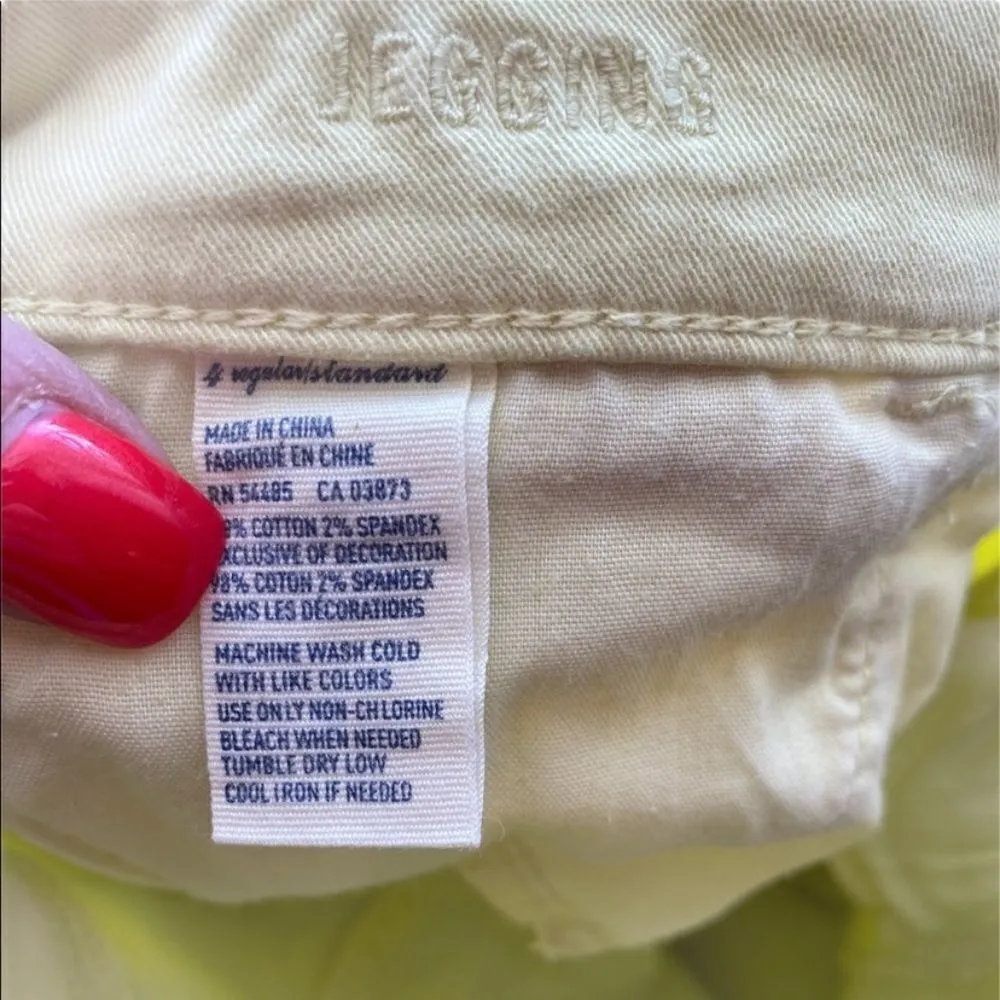 JEGGING
4 regular/standard
MADE IN CHINA
FABRIQUÉ EN CHINE
RN 54485 CA 03873
% COTTON 2% SPANDEX
XCLUSIVE OF DECORATION
98% COTON 2% SPANDEX
SANS LES DÉCORATIONS
MACHINE WASH COLD
WITH LIKE COLORS
USE ONLY NON-CHLORINE
BLEACH WHEN NEEDED
TUMBLE DRY LOW
COOL IRON IF NEEDED